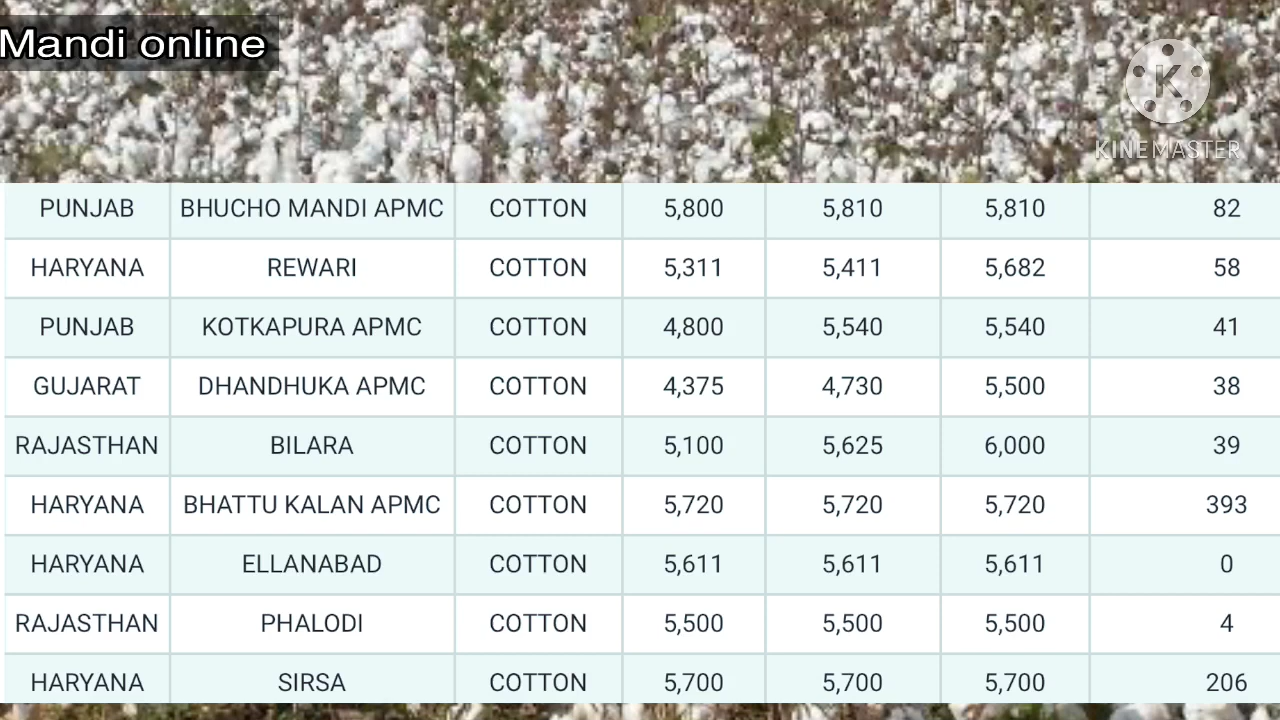 Mandi online
K
KINEMASTER
PUNJAB BHUCHO MANDI APMC COTTON 5,800 5,810 5,810 82
HARYANA REWARI COTTON 5,311 5,411 5,682 58
PUNJAB KOTKAPURA APMC COTTON 4,800 5,540 5,540 41
GUJARAT DHANDHUKA APMC COTTON 4,375 4,730 5,500 38
RAJASTHAN BILARA COTTON 5,100 5,625 6,000 39
HARYANA BHATTU KALAN APMC COTTON 5,720 5,720 5,720 393
HARYANA ELLANABAD COTTON 5,611 5,611 5,611 0
RAJASTHAN PHALODI COTTON 5,500 5,500 5,500 4
HARYANA SIRSA COTTON 5,700 5,700 5,700 206